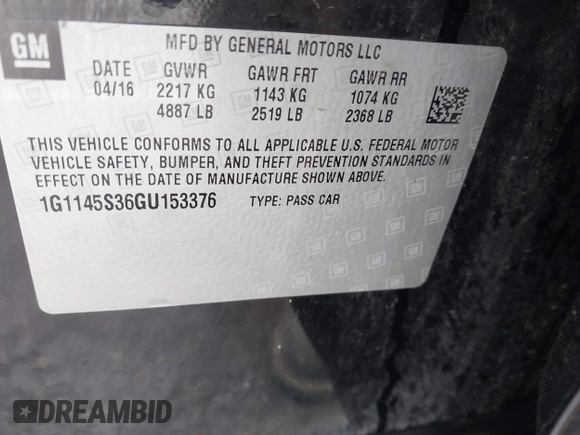 GM
MFD BY GENERAL MOTORS LLC
DATE GVWR GAWR FRT GAWR RR
04/16 2217 KG 1143 KG 1074 KG
4887 LB 2519 LB 2368 LB
THIS VEHICLE CONFORMS TO ALL APPLICABLE U.S. FEDERAL MOTOR
VEHICLE SAFETY, BUMPER, AND THEFT PREVENTION STANDARDS IN
EFFECT ON THE DATE OF MANUFACTURE SHOWN ABOVE.
1G1145S36GU153376 TYPE: PASS CAR
DREAMBID